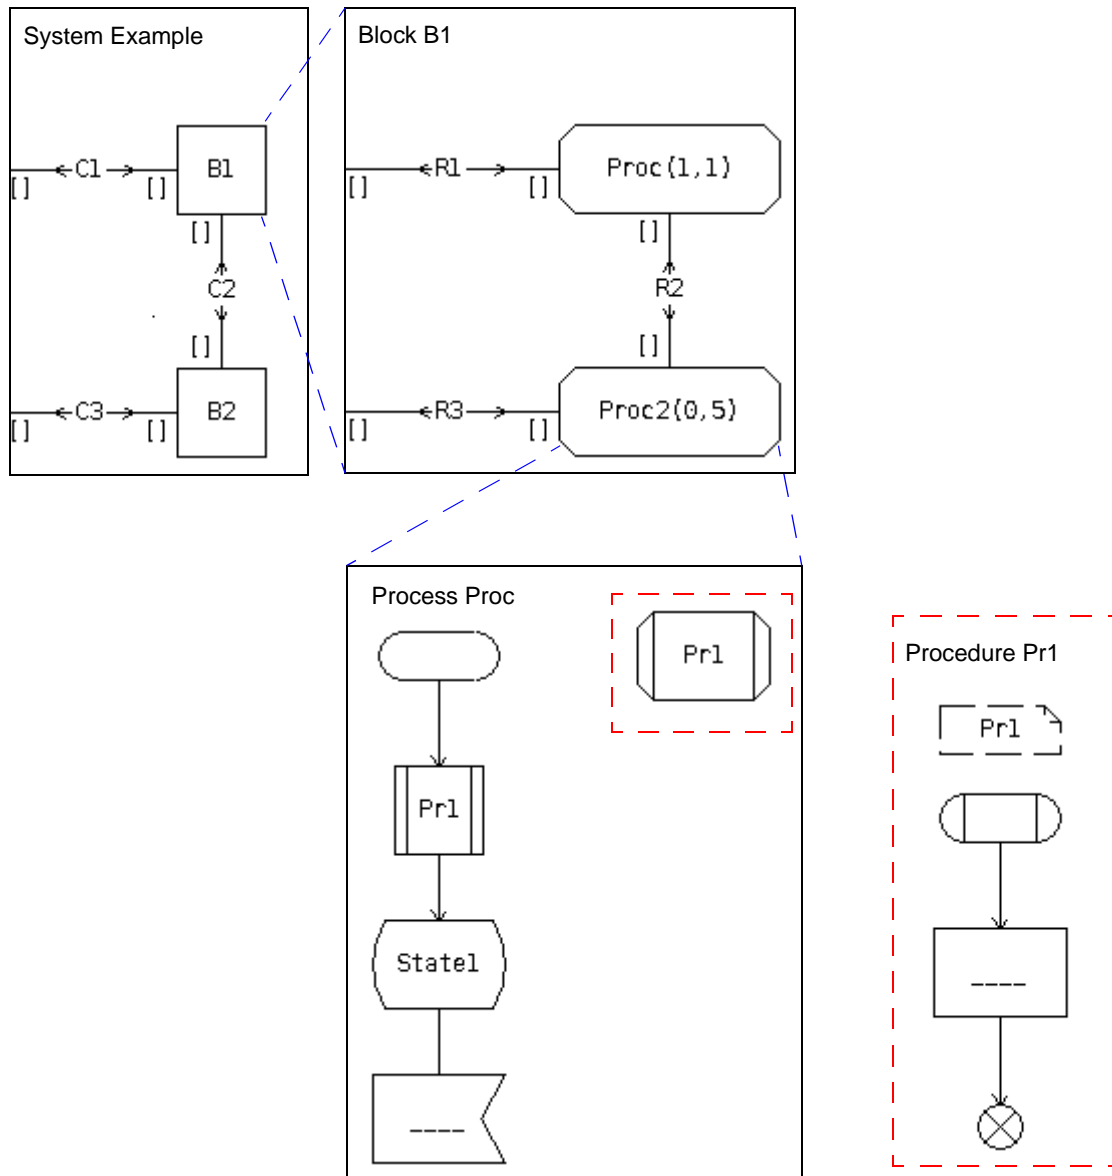 System Example
Block B1
[ ]
C1
[ ]
B1
[ ]
C2
[ ]
[ ]
C3
[ ]
B2
[ ]
R1
[ ]
Proc(1,1)
[ ]
R2
[ ]
[ ]
R3
[ ]
Proc2(0,5)
Process Proc
Pr1
Pr1
State1
----
Procedure Pr1
Pr1
----